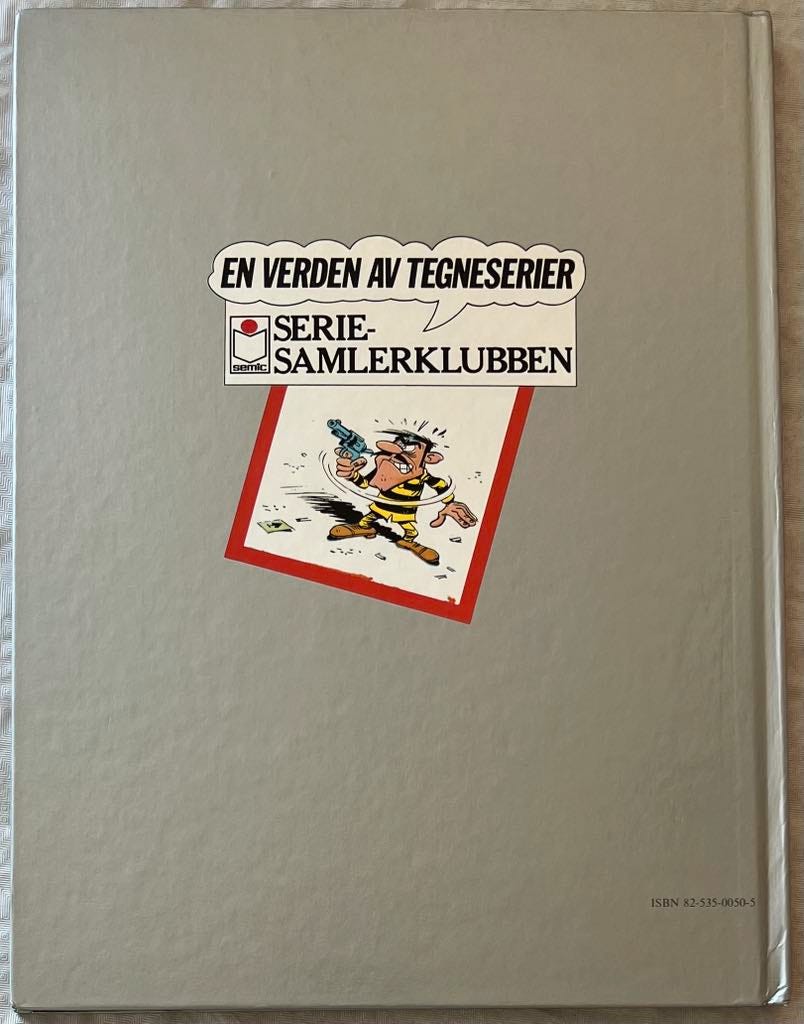 EN VERDEN AV TEGNESERIER
SERIE-
SAMLERKLUBBEN
semic
ISBN 82-535-0050-5